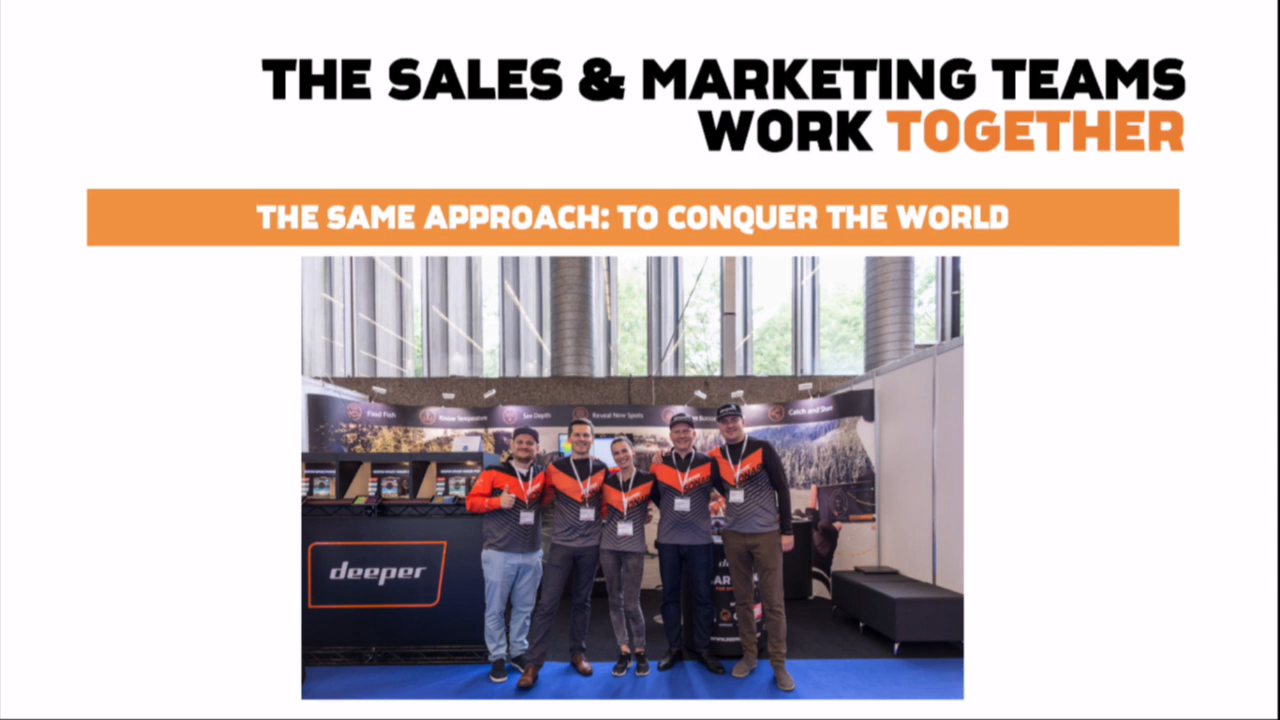 THE SALES & MARKETING TEAMS
WORK TOGETHER
THE SAME APPROACH: TO CONQUER THE WORLD
Find Fish
Know Temperature
See Depth
Reveal New Spots
Catch and Share
deeper